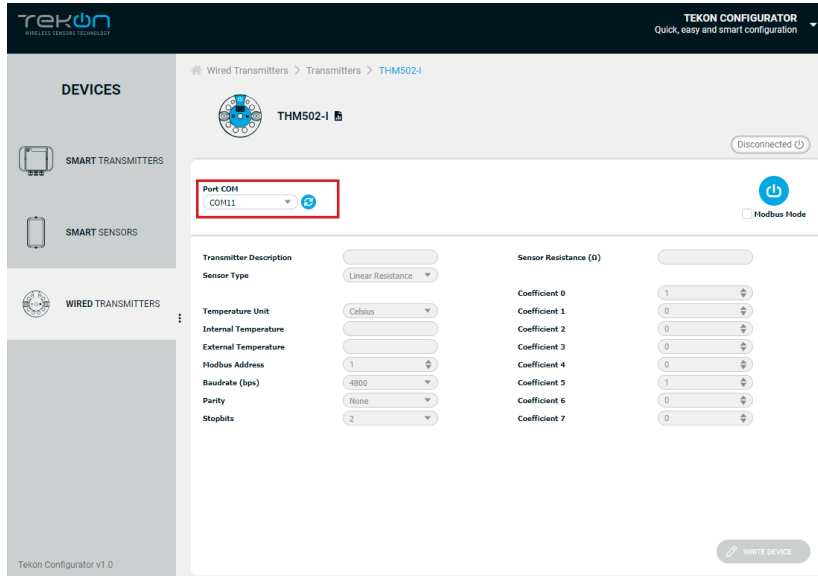 Tekon
WIRELESS SENSORS TECHNOLOGY
TEKON CONFIGURATOR
Quick, easy and smart configuration
DEVICES
SMART TRANSMITTERS
SMART SENSORS
WIRED TRANSMITTERS
Tekon Configurator v1.0
Wired Transmitters > Transmitters > THM502-I
THM502-I
Disconnected
Port COM
COM11
Modbus Mode
Transmitter Description
Sensor Type Linear Resistance
Temperature Unit Celsius
Internal Temperature
External Temperature
Modbus Address 1
Baudrate (bps) 4800
Parity None
Stopbits 2
Sensor Resistance (Ω)
Coefficient 0 1
Coefficient 1 0
Coefficient 2 0
Coefficient 3 0
Coefficient 4 0
Coefficient 5 1
Coefficient 6 0
Coefficient 7 0
WRITE DEVICE